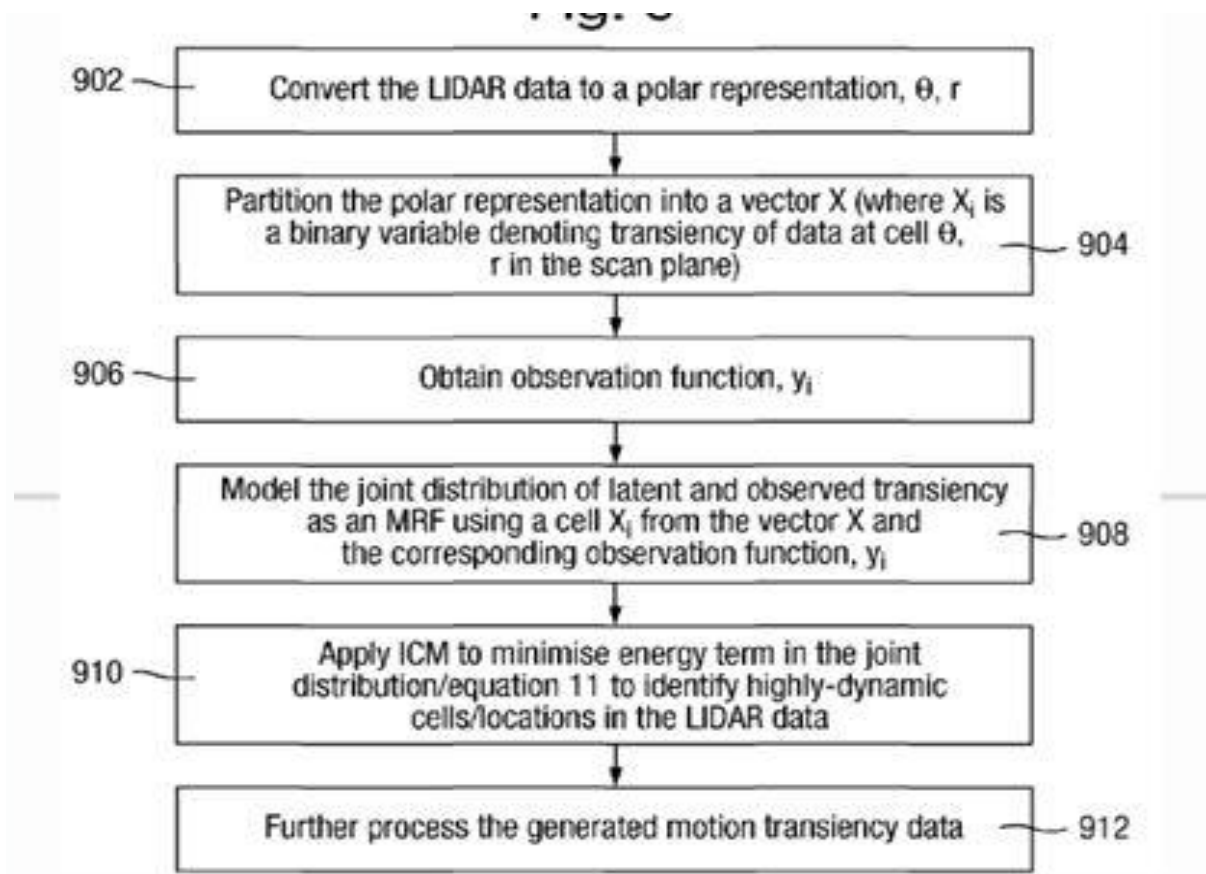 902
Convert the LIDAR data to a polar representation, θ, r
Partition the polar representation into a vector X (where Xi is
a binary variable denoting transiency of data at cell θ,
r in the scan plane)
904
906
Obtain observation function, yi
Model the joint distribution of latent and observed transiency
as an MRF using a cell Xi from the vector X and
the corresponding observation function, yi
908
910
Apply ICM to minimise energy term in the joint
distribution/equation 11 to identify highly-dynamic
cells/locations in the LIDAR data
Further process the generated motion transiency data
912